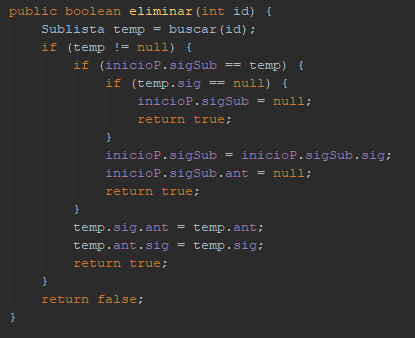 public boolean eliminar(int id) {
    Sublista temp = buscar(id);
    if (temp != null) {
        if (inicioP.sigSub == temp) {
            if (temp.sig == null) {
                inicioP.sigSub = null;
                return true;
            }
            inicioP.sigSub = inicioP.sigSub.sig;
            inicioP.sigSub.ant = null;
            return true;
        }
        temp.sig.ant = temp.ant;
        temp.ant.sig = temp.sig;
        return true;
    }
    return false;
}